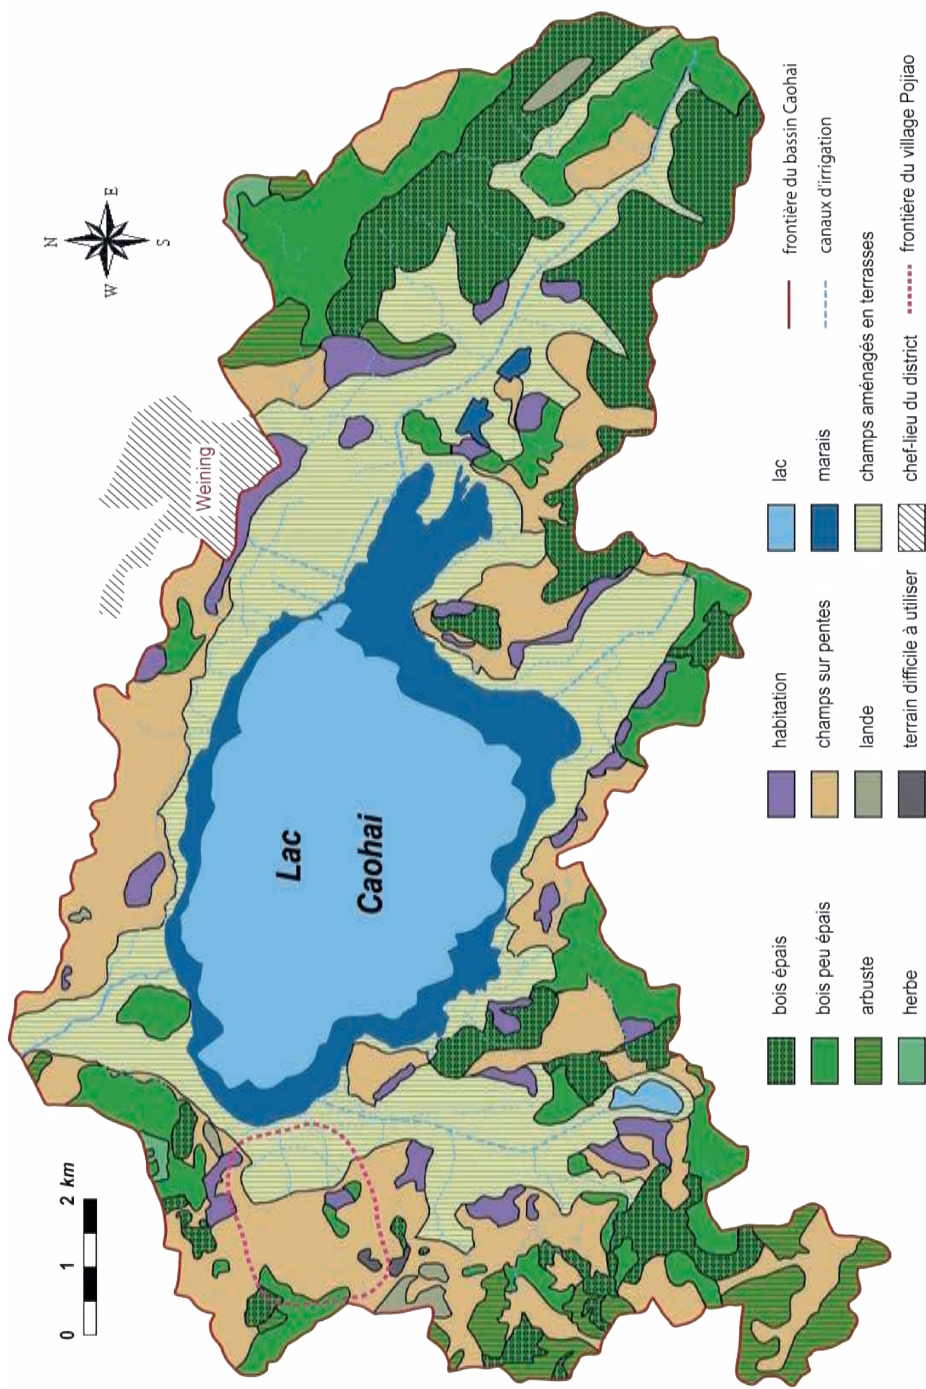 N
W
E
S
Weining
Lac
Caohai
0 1 2 km
bois épais
bois peu épais
arbuste
herbe
habitation
champs sur pentes
lande
terrain difficile à utiliser
lac
marais
champs aménagés en terrasses
chef-lieu du district
frontière du bassin Caohai
canaux d'irrigation
frontière du village Pojiao